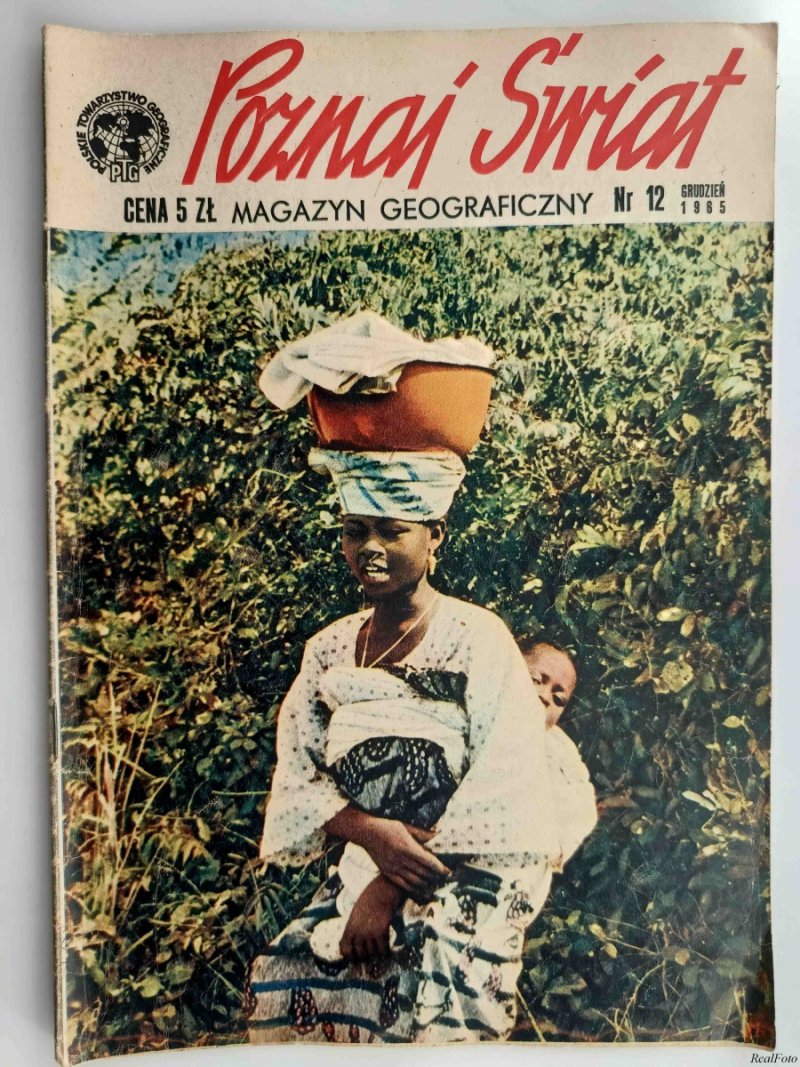 POLSKIE TOWARZYSTWO GEOGRAFICZNE
PTG
Poznaj Świat
CENA 5 ZŁ MAGAZYN GEOGRAFICZNY Nr 12 GRUDZIEŃ
1965
RealFoto